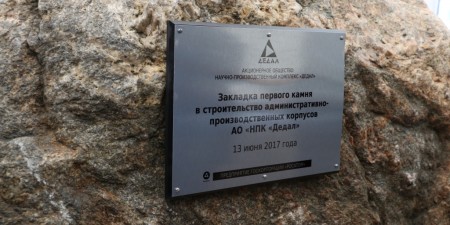 ДЕДАЛ
АКЦИОНЕРНОЕ ОБЩЕСТВО
НАУЧНО-ПРОИЗВОДСТВЕННЫЙ КОМПЛЕКС «ДЕДАЛ»
Закладка первого камня
в строительство административно-
производственных корпусов
АО «НПК «Дедал»
13 июня 2017 года